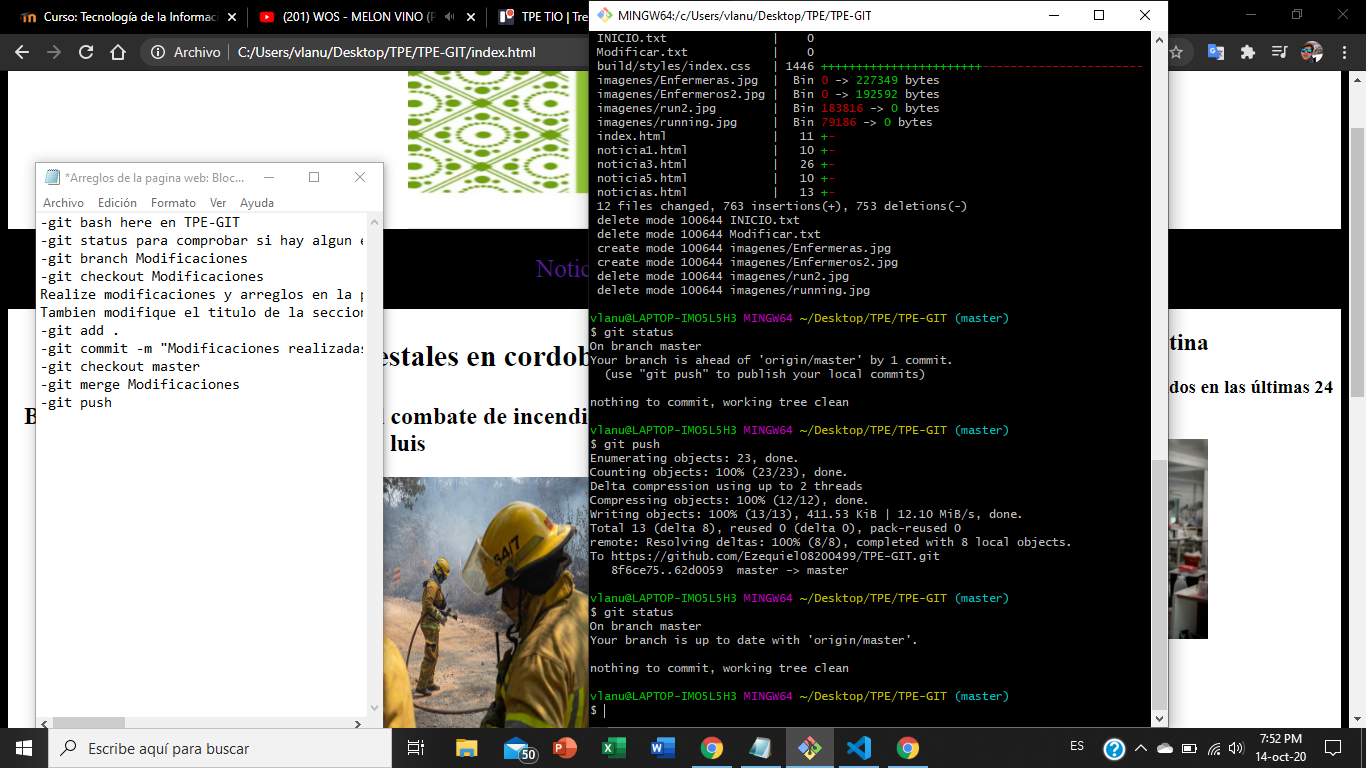 Curso: Tecnología de la Informac
(201) WOS - MELON VINO (P
TPE TIO | Tre
Archivo
C:/Users/vlanu/Desktop/TPE/TPE-GIT/index.html
Notic
estales en cordob
combate de incendi
luis
B
tina
dos en las últimas 24
84/7
*Arreglos de la pagina web: Bloc...
Archivo Edición Formato Ver Ayuda
-git bash here en TPE-GIT
-git status para comprobar si hay algun e
-git branch Modificaciones
-git checkout Modificaciones
Realize modificaciones y arreglos en la p
Tambien modifique el titulo de la seccion
-git add .
-git commit -m "Modificaciones realizadas
-git checkout master
-git merge Modificaciones
-git push
MINGW64:/c/Users/vlanu/Desktop/TPE/TPE-GIT
INICIO.txt | 0
Modificar.txt | 0
build/styles/index.css | 1446 +++++++++++++++++++++++-----------------------
imagenes/Enfermeras.jpg | Bin 0 -> 227349 bytes
imagenes/Enfermeros2.jpg | Bin 0 -> 192592 bytes
imagenes/run2.jpg | Bin 183816 -> 0 bytes
imagenes/running.jpg | Bin 79186 -> 0 bytes
index.html | 11 +-
noticia1.html | 10 +-
noticia3.html | 26 +-
noticia5.html | 10 +-
noticias.html | 13 +-
12 files changed, 763 insertions(+), 753 deletions(-)
delete mode 100644 INICIO.txt
delete mode 100644 Modificar.txt
create mode 100644 imagenes/Enfermeras.jpg
create mode 100644 imagenes/Enfermeros2.jpg
delete mode 100644 imagenes/run2.jpg
delete mode 100644 imagenes/running.jpg
vlanu@LAPTOP-IMO5L5H3 MINGW64 ~/Desktop/TPE/TPE-GIT (master)
$ git status
On branch master
Your branch is ahead of 'origin/master' by 1 commit.
(use "git push" to publish your local commits)
nothing to commit, working tree clean
vlanu@LAPTOP-IMO5L5H3 MINGW64 ~/Desktop/TPE/TPE-GIT (master)
$ git push
Enumerating objects: 23, done.
Counting objects: 100% (23/23), done.
Delta compression using up to 2 threads
Compressing objects: 100% (12/12), done.
Writing objects: 100% (13/13), 411.53 KiB | 12.10 MiB/s, done.
Total 13 (delta 8), reused 0 (delta 0), pack-reused 0
remote: Resolving deltas: 100% (8/8), completed with 8 local objects.
To https://github.com/Ezequiel08200499/TPE-GIT.git
8f6ce75..62d0059 master -> master
vlanu@LAPTOP-IMO5L5H3 MINGW64 ~/Desktop/TPE/TPE-GIT (master)
$ git status
On branch master
Your branch is up to date with 'origin/master'.
nothing to commit, working tree clean
vlanu@LAPTOP-IMO5L5H3 MINGW64 ~/Desktop/TPE/TPE-GIT (master)
$
Escribe aquí para buscar
50
ES
7:52 PM
14-oct-20